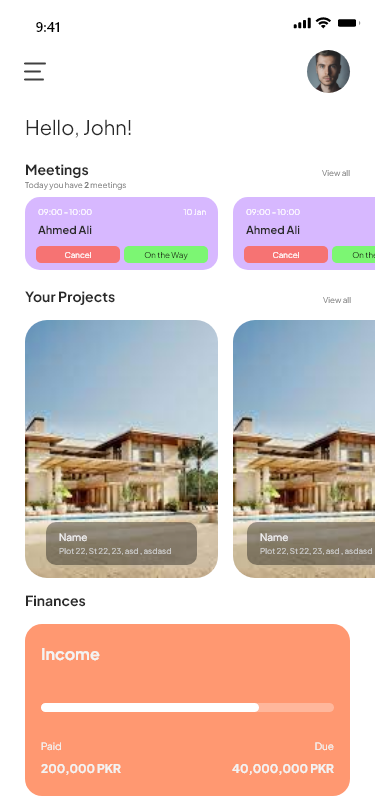 9:41
Hello, John!
Meetings
View all
Today you have 2 meetings
09:00-10:00
10 Jan
Ahmed Ali
Cancel
On the Way
09:00-10:00
Ahmed Ali
Cancel
On the
Your Projects
View all
Name
Plot 22, St 22, 23, asd , asdasd
Name
Plot 22, St 22, 23, asd , asdasd
Finances
Income
Paid
Due
200,000 PKR
40,000,000 PKR